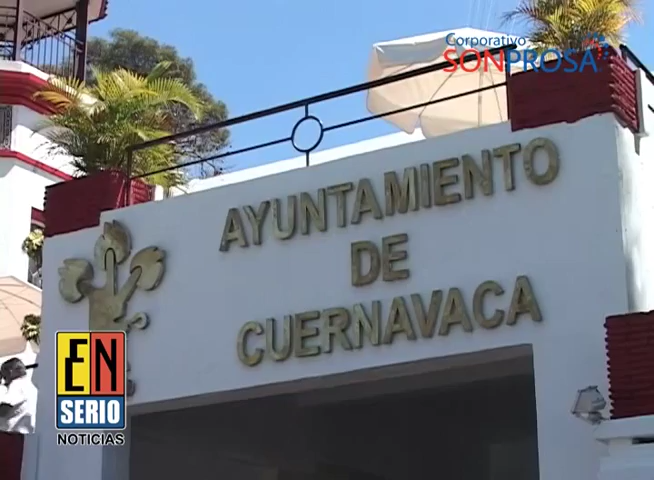 Corporativo
SONPROSA
AYUNTAMIENTO
DE
CUERNAVACA
EN
SERIO
NOTICIAS